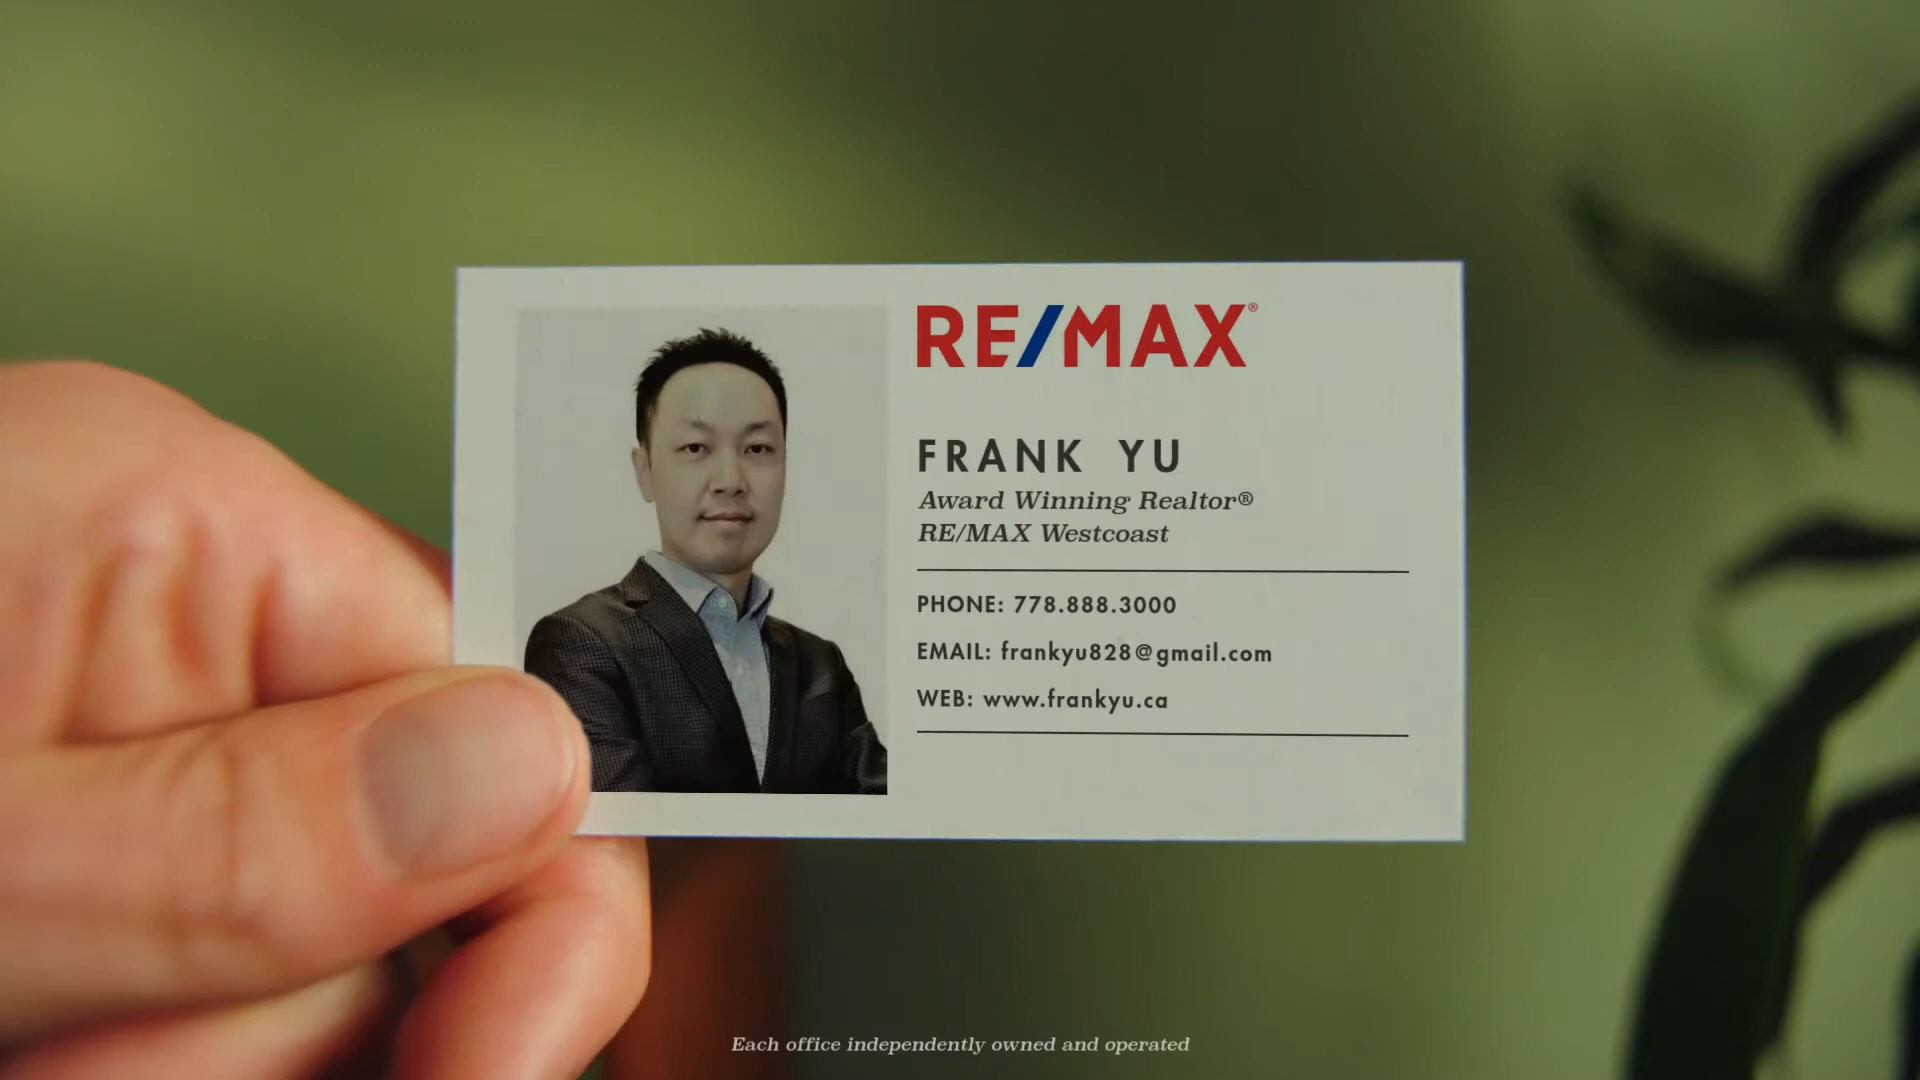 RE/MAX®
FRANK YU
Award Winning Realtor®
RE/MAX Westcoast
PHONE: 778.888.3000
EMAIL: frankyu828@gmail.com
WEB: www.frankyu.ca
Each office independently owned and operated